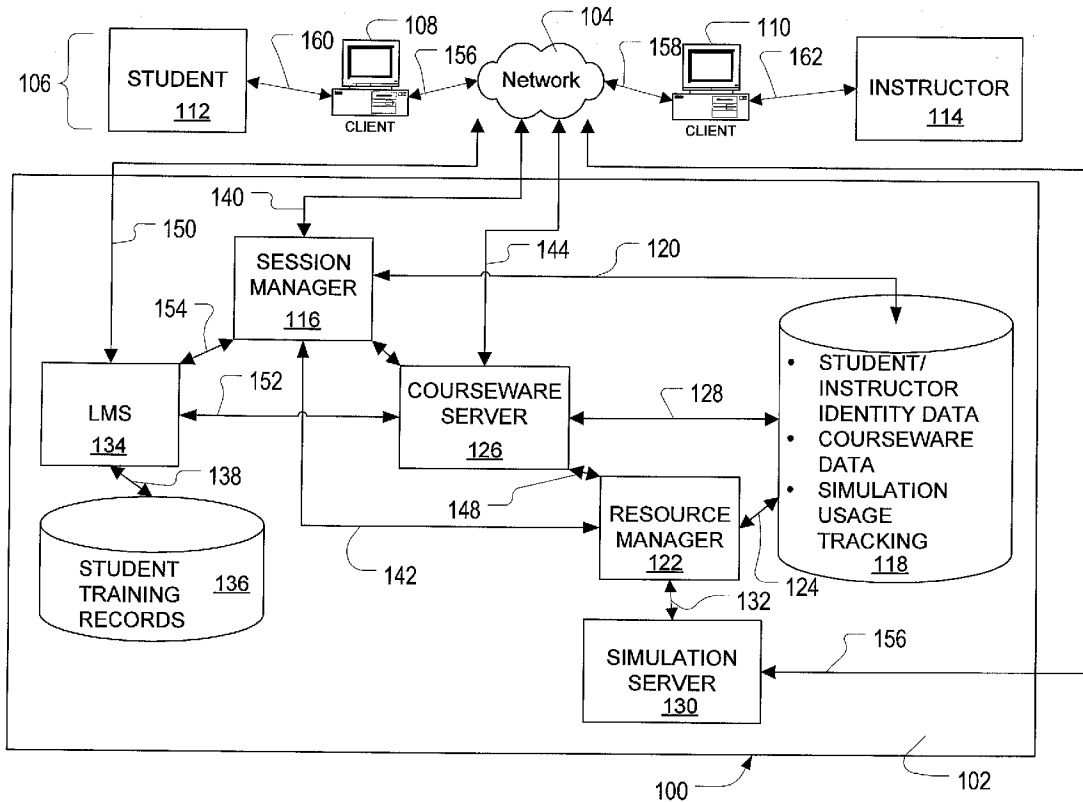 104
108
110
160
156
158
162
106
STUDENT
112
Network
INSTRUCTOR
114
CLIENT
CLIENT
140
150
144
120
SESSION
MANAGER
116
154
• STUDENT/
INSTRUCTOR
IDENTITY DATA
• COURSEWARE
DATA
• SIMULATION
USAGE
TRACKING
118
LMS
134
152
COURSEWARE
SERVER
126
128
138
148
RESOURCE
MANAGER
122
124
142
STUDENT
TRAINING
RECORDS
136
132
SIMULATION
SERVER
130
156
100
102